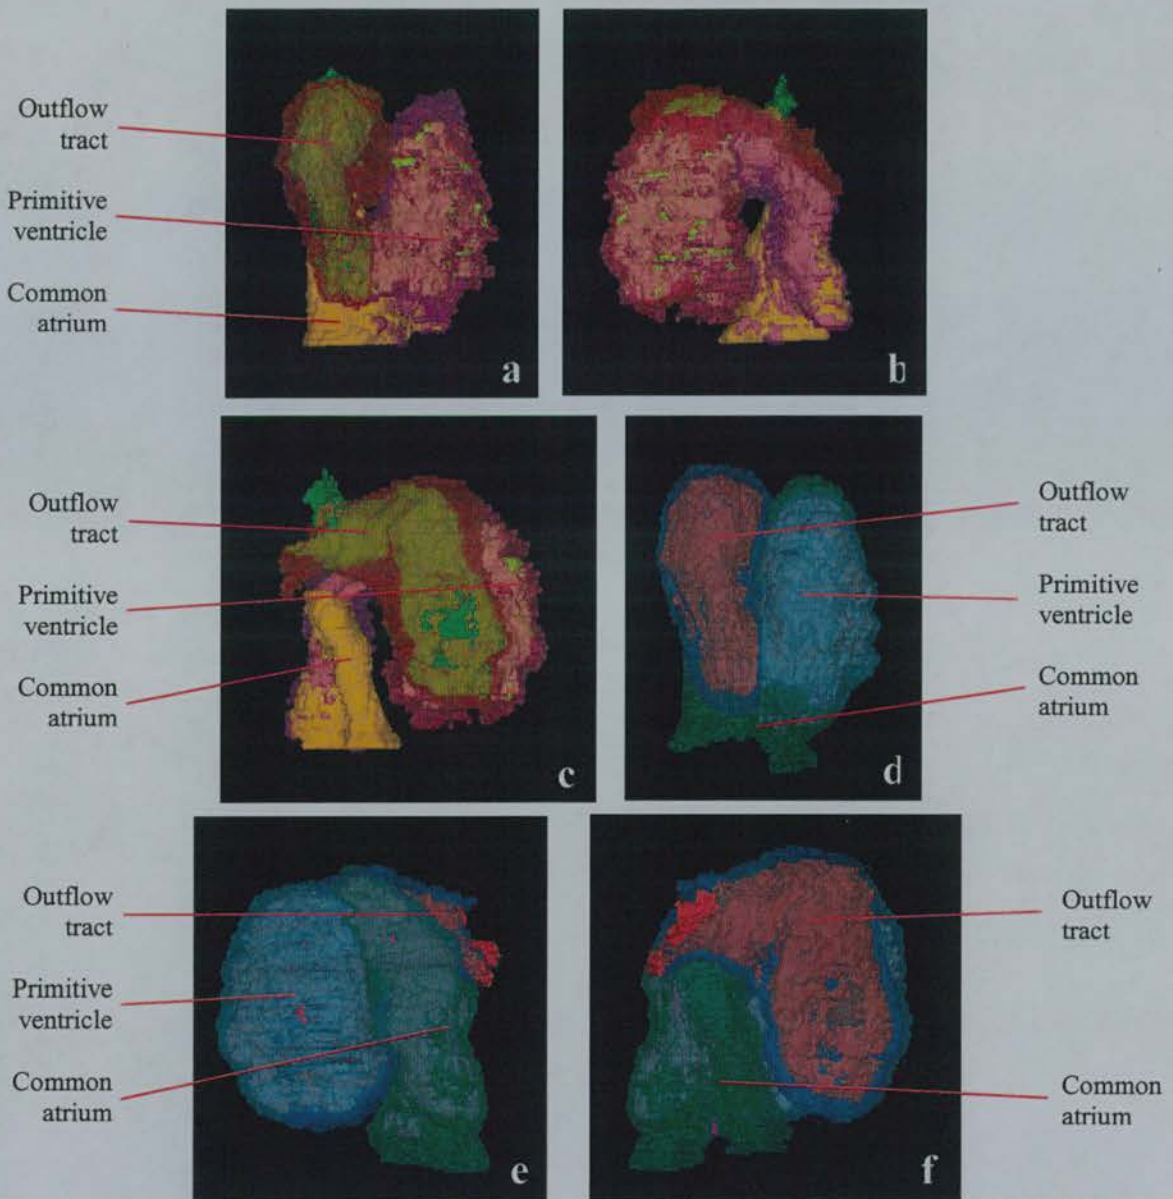 Outflow
tract
Primitive
ventricle
Common
atrium
a
b
Outflow
tract
Primitive
ventricle
Common
atrium
c
Outflow
tract
Primitive
ventricle
Common
atrium
d
Outflow
tract
Primitive
ventricle
Common
atrium
e
Outflow
tract
Common
atrium
f